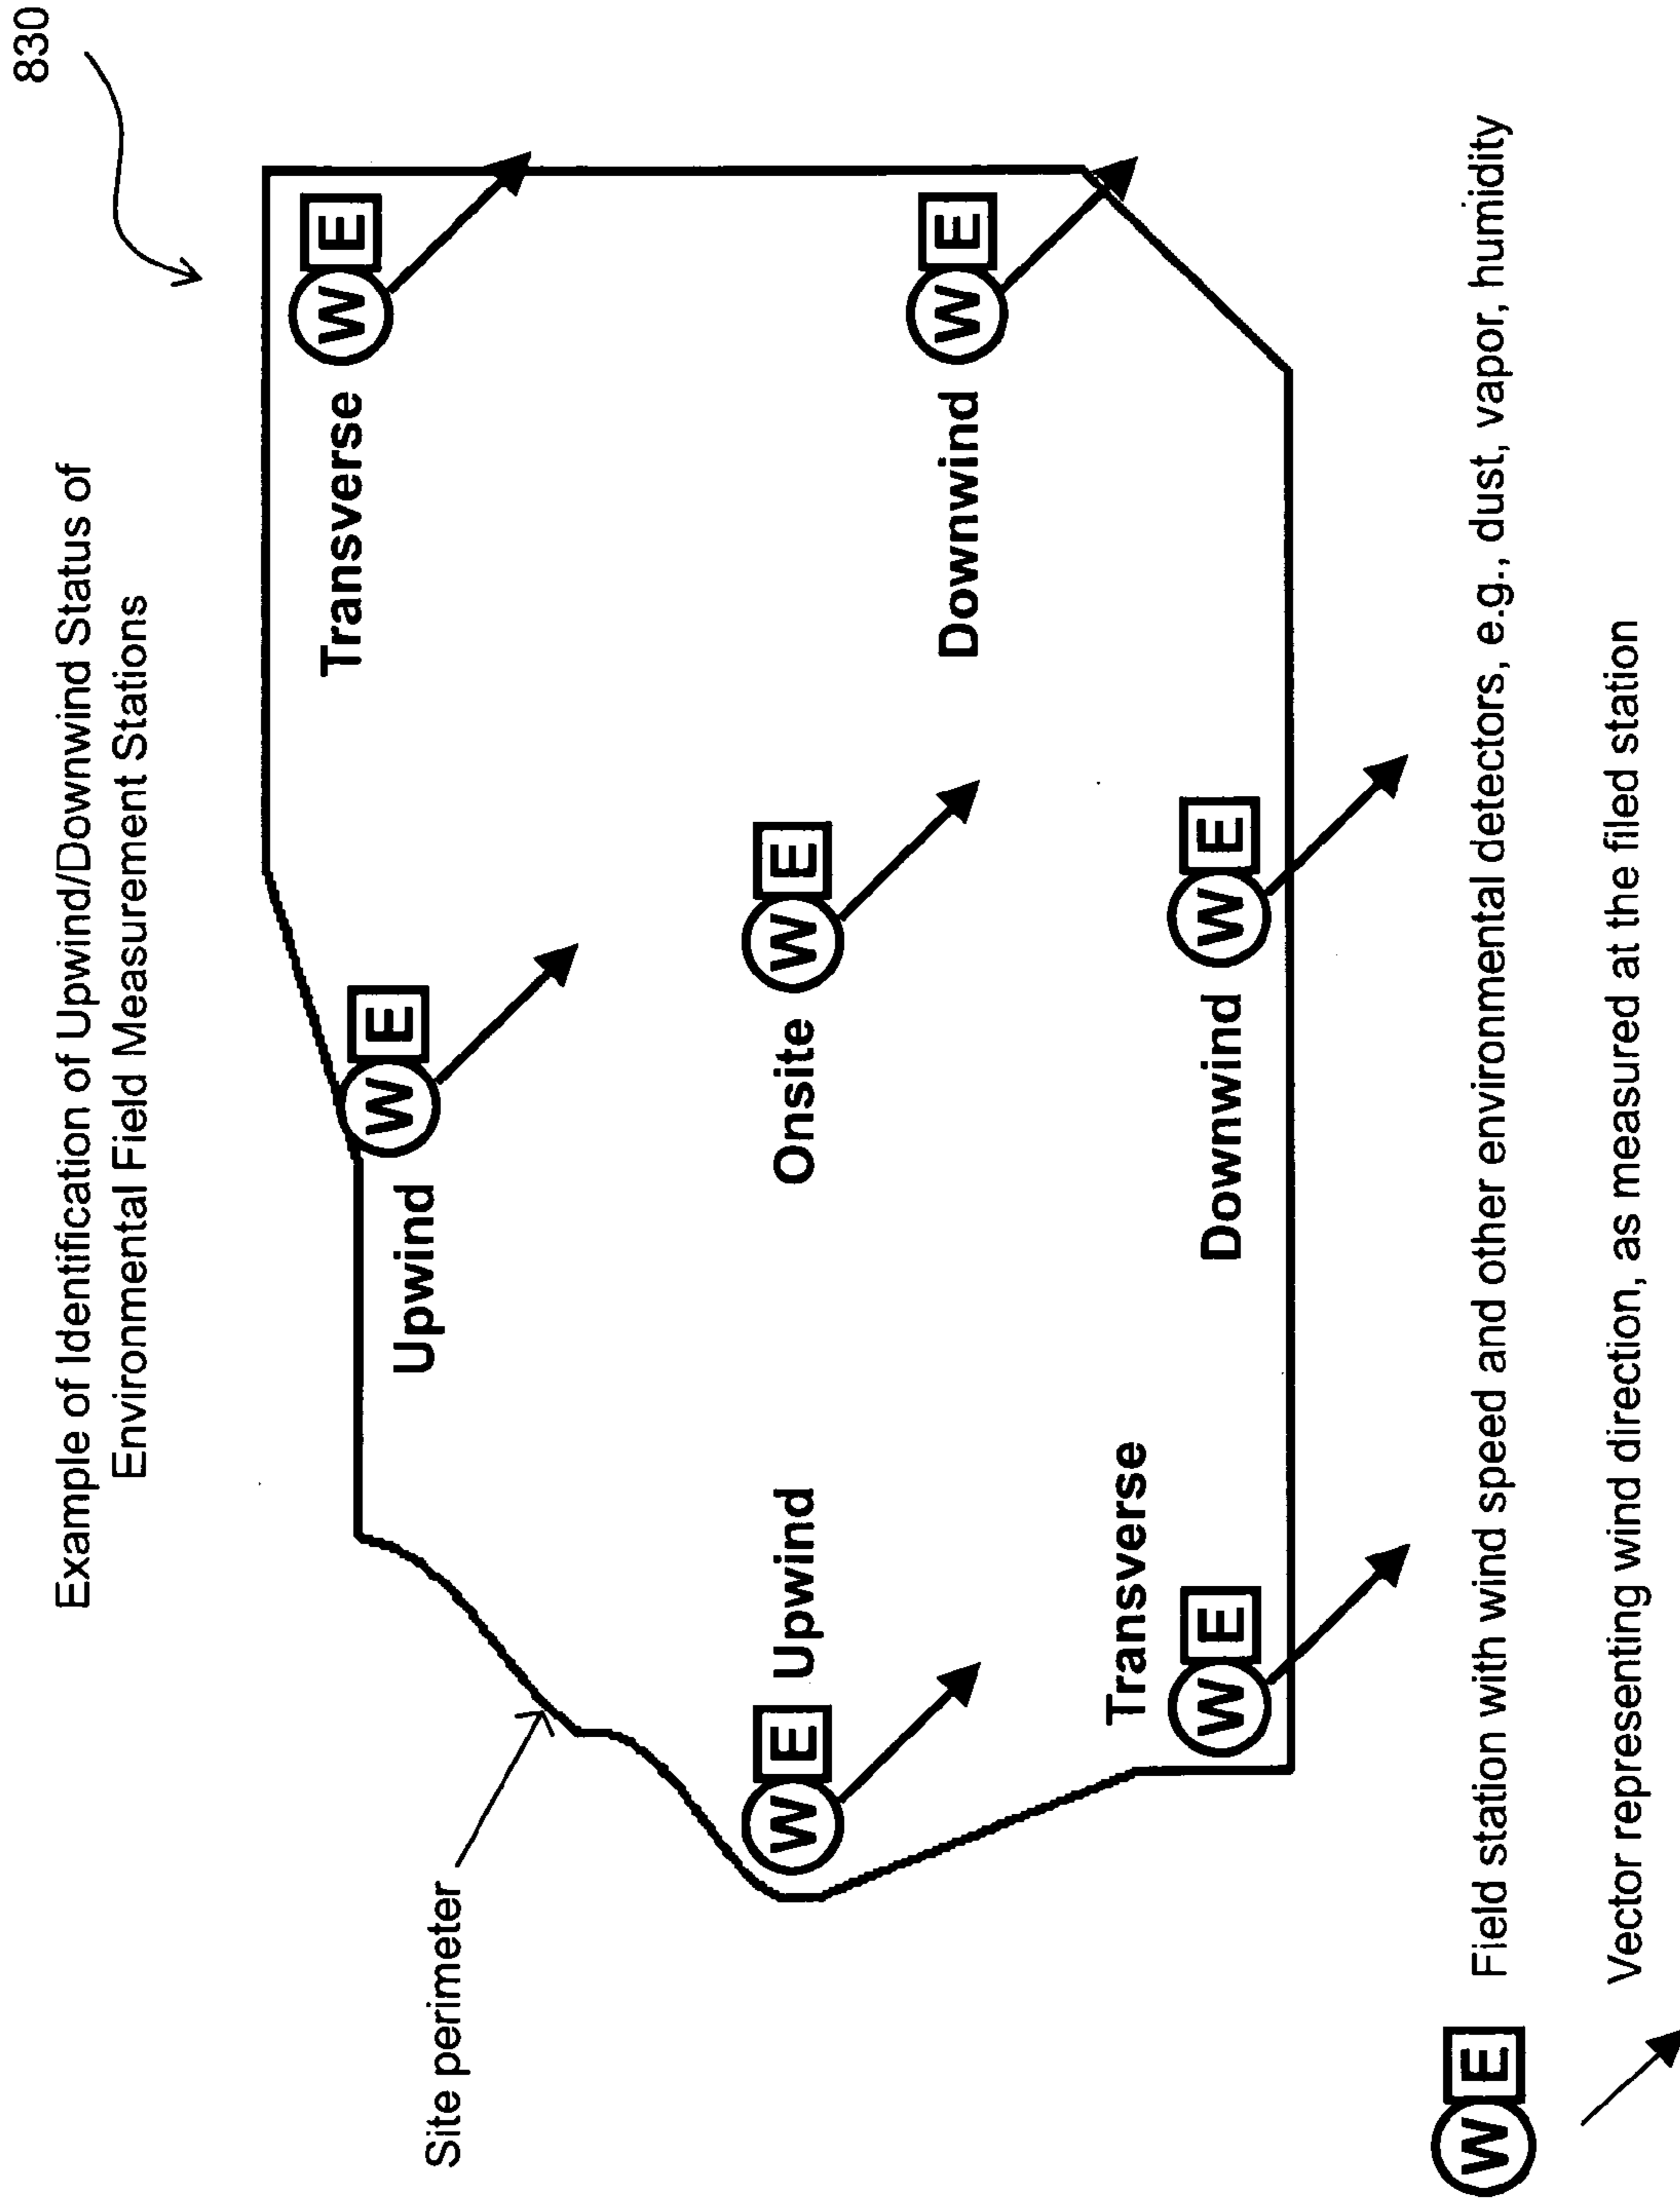 830
Example of Identification of Upwind/Downwind Status of
Environmental Field Measurement Stations
Site perimeter
Transverse W E
Upwind W E
W E Upwind
Onsite W E
Downwind W E
Transverse
W E
Downwind W E
W E Field station with wind speed and other environmental detectors, e.g., dust, vapor, humidity
Vector representing wind direction, as measured at the filed station